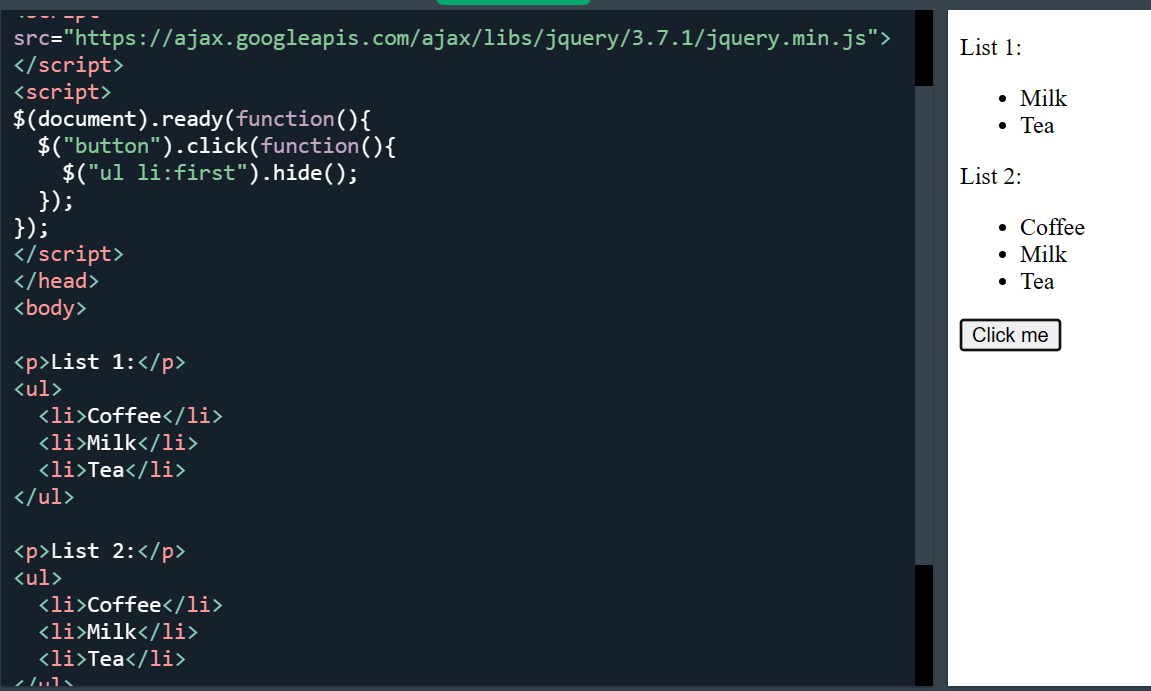 src="https://ajax.googleapis.com/ajax/libs/jquery/3.7.1/jquery.min.js">
</script>
<script>
$(document).ready(function(){
  $("button").click(function(){
    $("ul li:first").hide();
  });
});
</script>
</head>
<body>

<p>List 1:</p>
<ul>
  <li>Coffee</li>
  <li>Milk</li>
  <li>Tea</li>
</ul>

<p>List 2:</p>
<ul>
  <li>Coffee</li>
  <li>Milk</li>
  <li>Tea</li>
</ul>
List 1:
• Milk
• Tea
List 2:
• Coffee
• Milk
• Tea
Click me